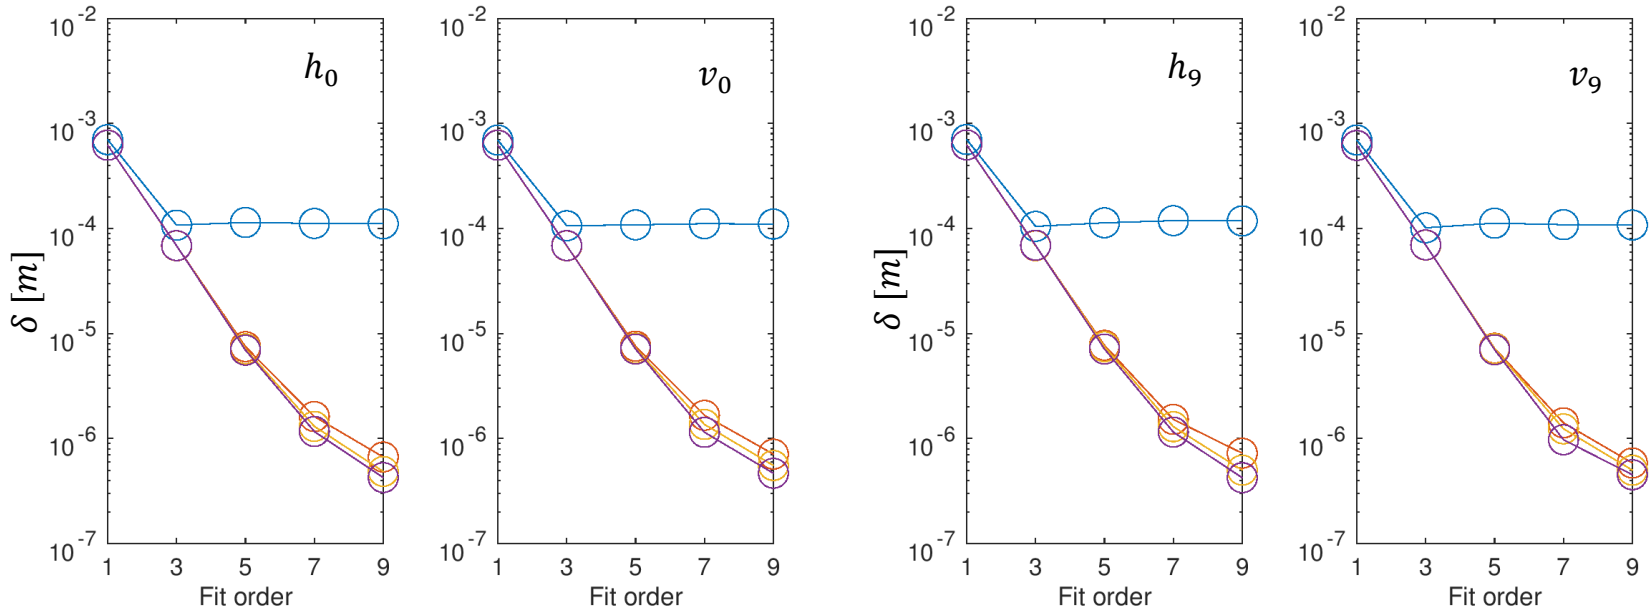 h₀
δ [m]
10⁻²
10⁻³
10⁻⁴
10⁻⁵
10⁻⁶
10⁻⁷
1 3 5 7 9
Fit order
v₀
10⁻²
10⁻³
10⁻⁴
10⁻⁵
10⁻⁶
10⁻⁷
1 3 5 7 9
Fit order
h₉
δ [m]
10⁻²
10⁻³
10⁻⁴
10⁻⁵
10⁻⁶
10⁻⁷
1 3 5 7 9
Fit order
v₉
10⁻²
10⁻³
10⁻⁴
10⁻⁵
10⁻⁶
10⁻⁷
1 3 5 7 9
Fit order